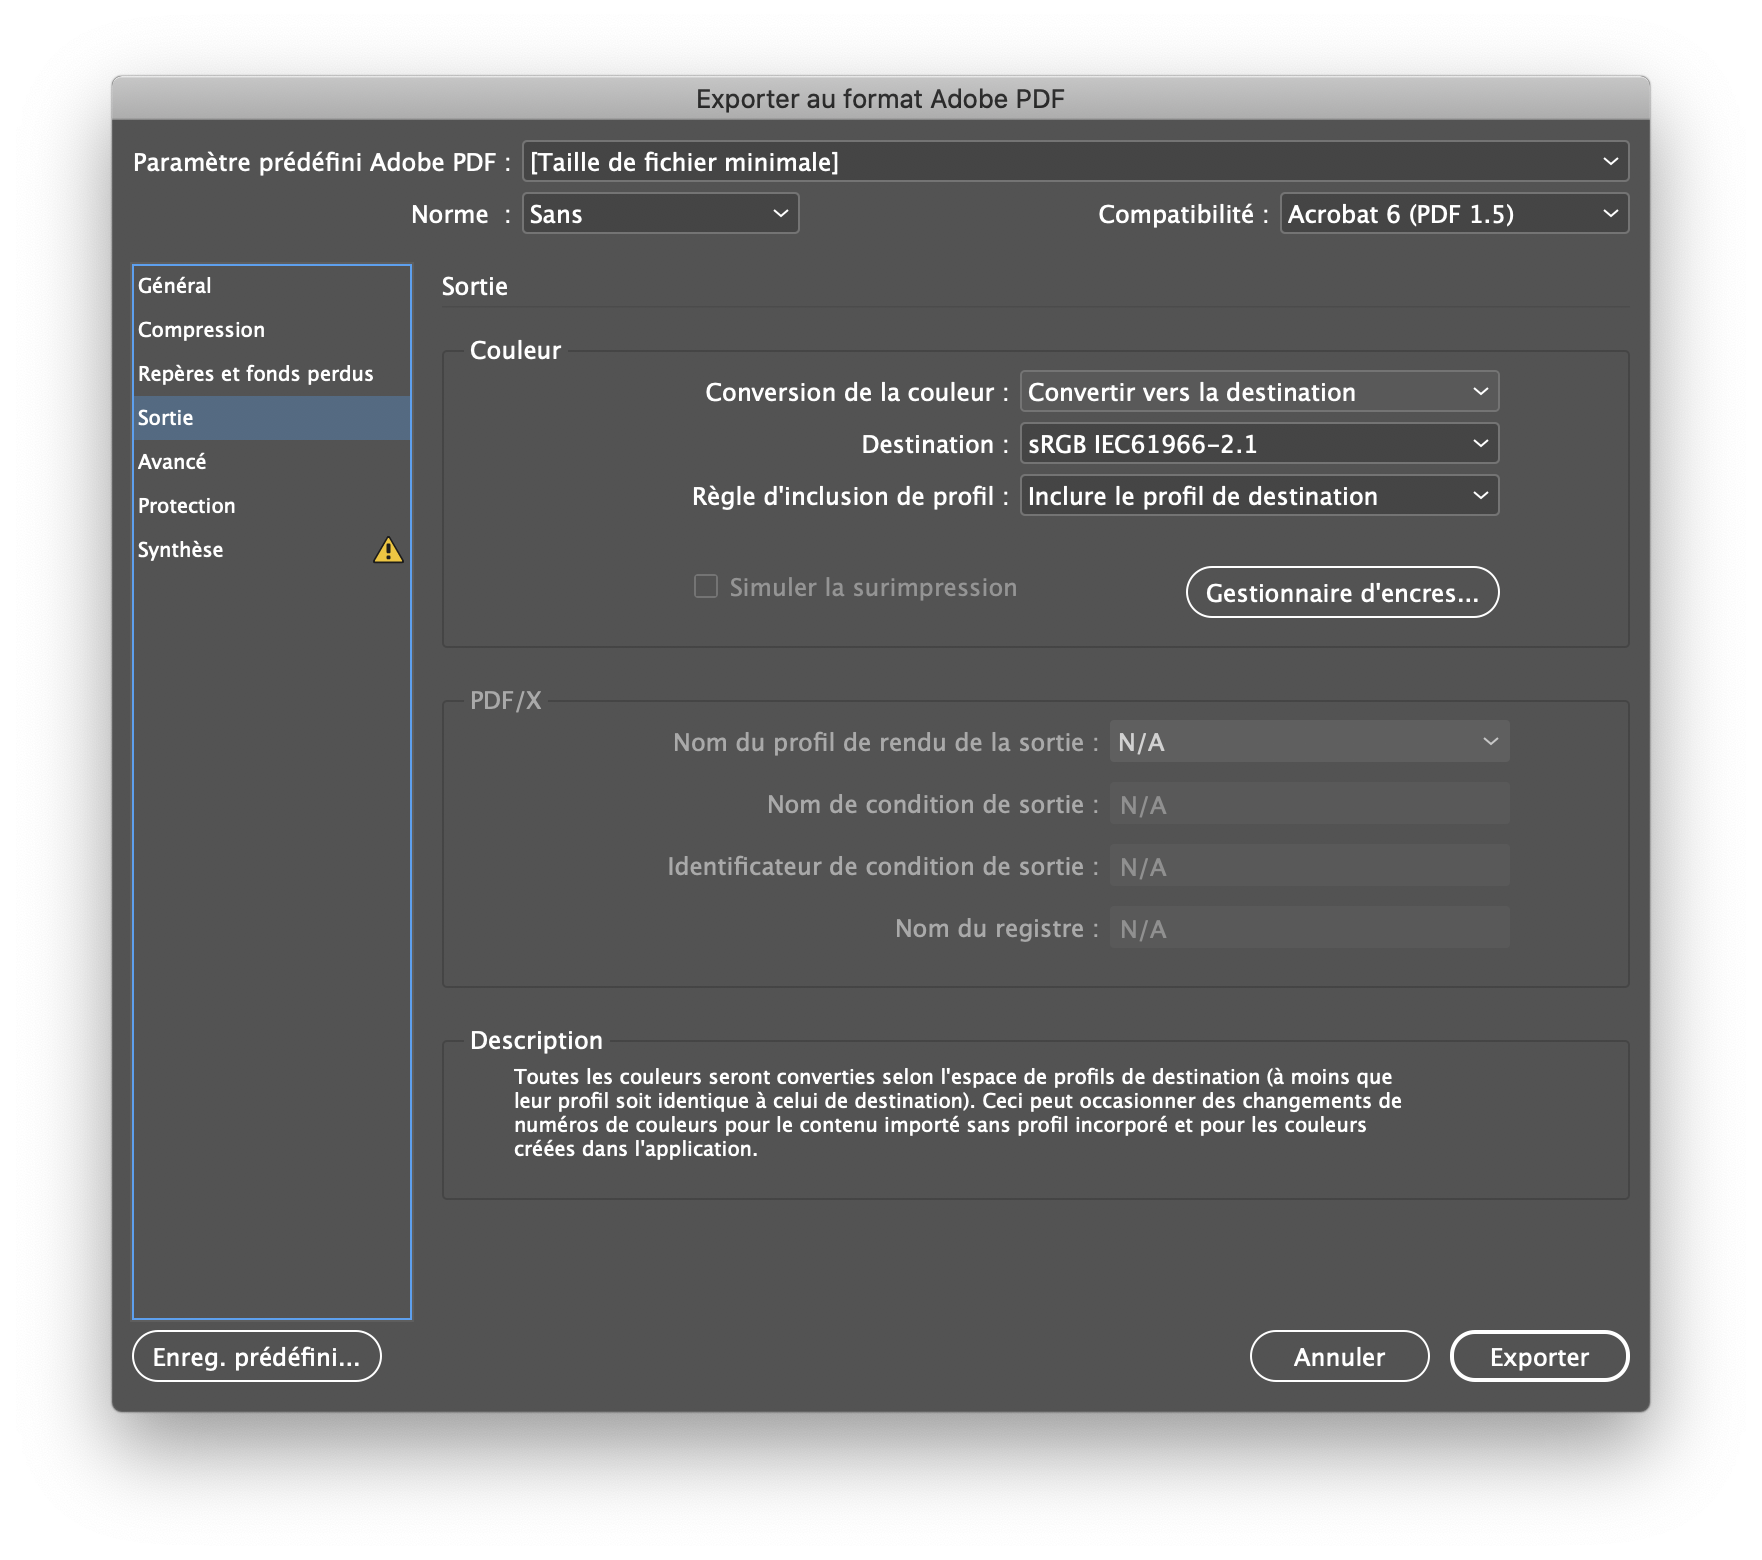 Exporter au format Adobe PDF
Paramètre prédéfini Adobe PDF : [Taille de fichier minimale]
Norme : Sans
Compatibilité : Acrobat 6 (PDF 1.5)
Général
Compression
Repères et fonds perdus
Sortie
Avancé
Protection
Synthèse
Sortie
Couleur
Conversion de la couleur : Convertir vers la destination
Destination : sRGB IEC61966-2.1
Règle d'inclusion de profil : Inclure le profil de destination
Simuler la surimpression
Gestionnaire d'encres...
PDF/X
Nom du profil de rendu de la sortie : N/A
Nom de condition de sortie : N/A
Identificateur de condition de sortie : N/A
Nom du registre : N/A
Description
Toutes les couleurs seront converties selon l'espace de profils de destination (à moins que
leur profil soit identique à celui de destination). Ceci peut occasionner des changements de
numéros de couleurs pour le contenu importé sans profil incorporé et pour les couleurs
créées dans l'application.
Enreg. prédéfini...
Annuler
Exporter